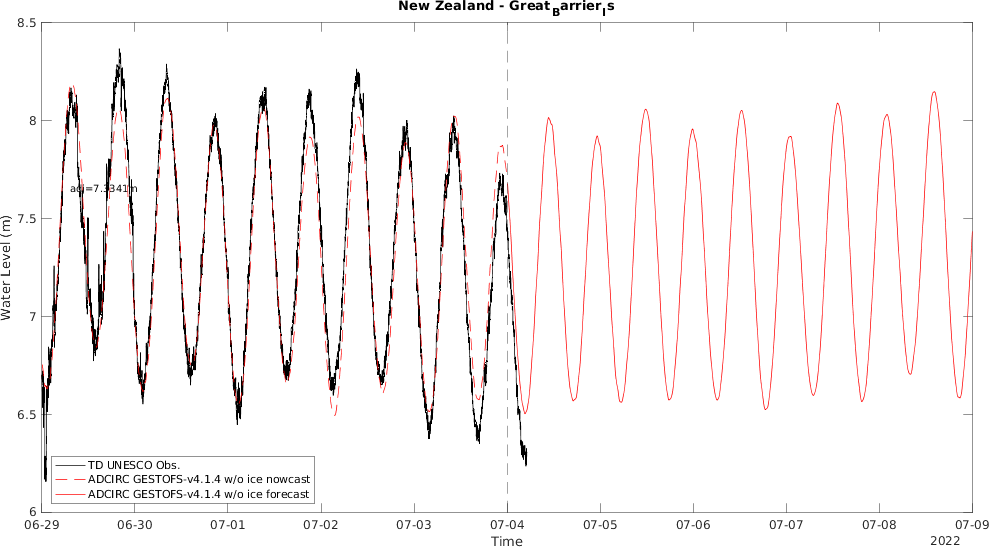 New Zealand - Great Barrier Is
8.5
8
7.5
7
6.5
6
Water Level (m)
adj=7.3341m
TD UNESCO Obs.
ADCIRC GESTOFS-v4.1.4 w/o ice nowcast
ADCIRC GESTOFS-v4.1.4 w/o ice forecast
06-29 06-30 07-01 07-02 07-03 07-04 07-05 07-06 07-07 07-08 07-09
Time
2022